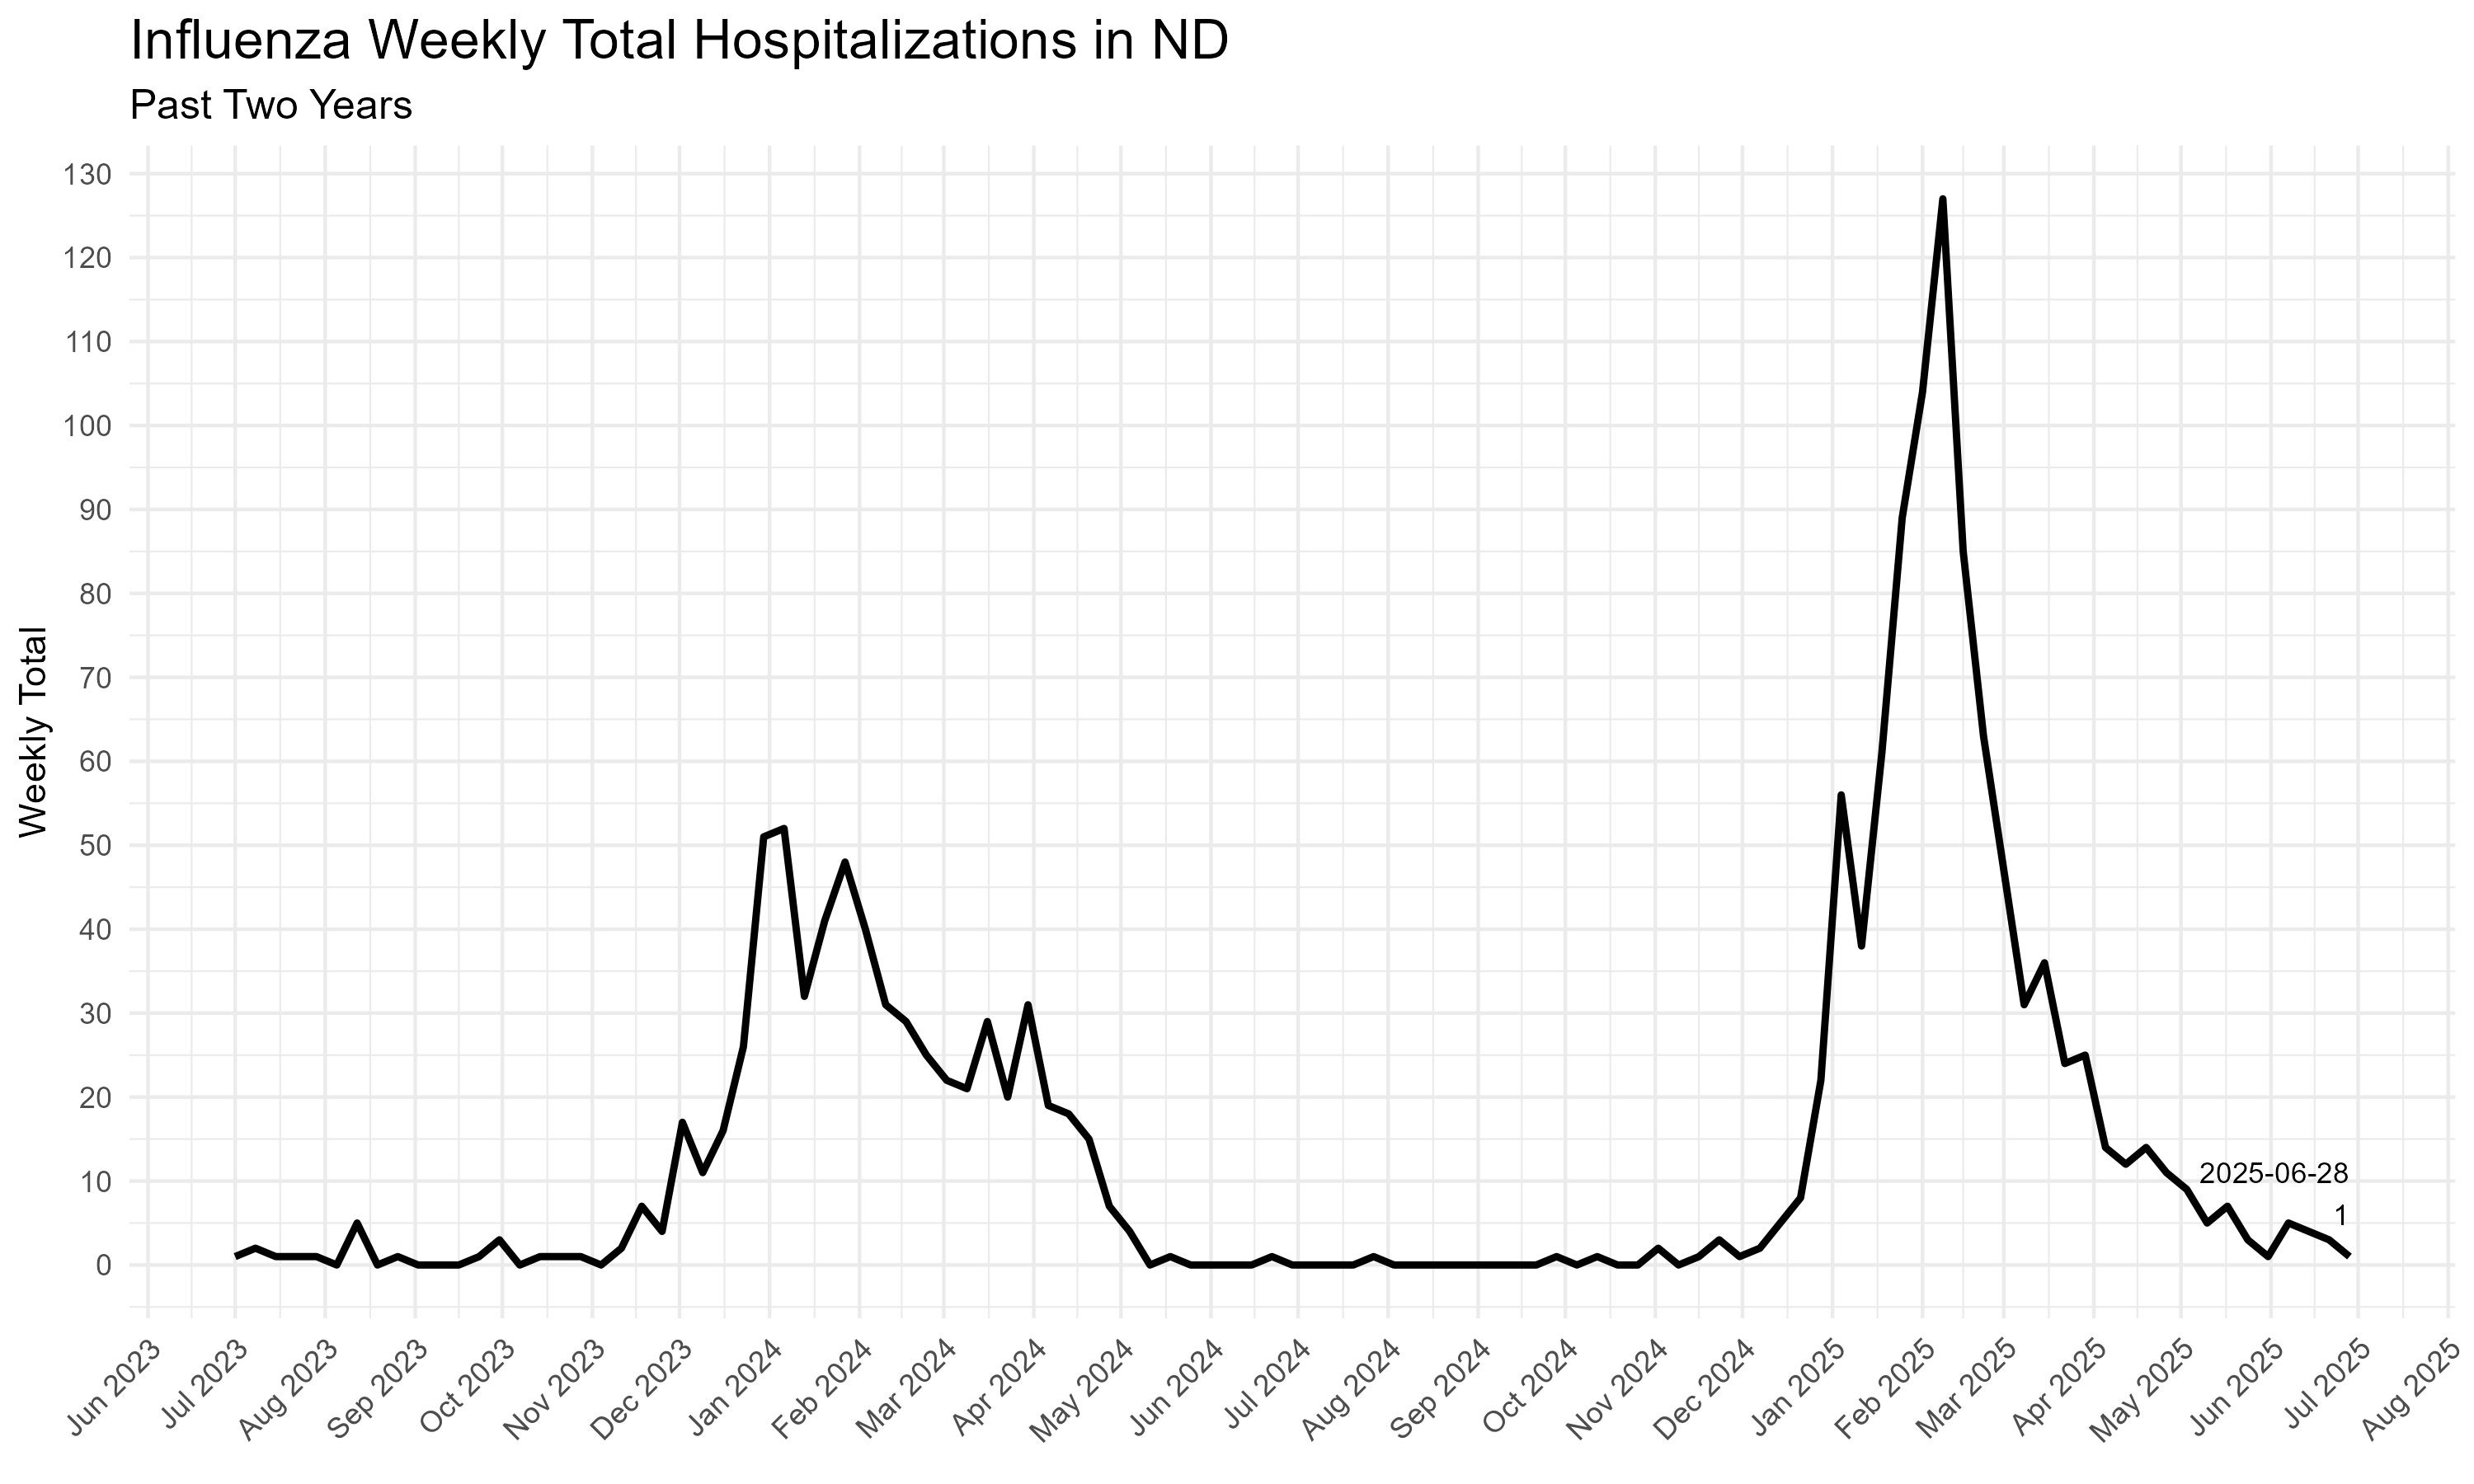 Influenza Weekly Total Hospitalizations in ND
Past Two Years
Weekly Total
130
120
110
100
90
80
70
60
50
40
30
20
10
0
2025-06-28
1
Jun 2023
Jul 2023
Aug 2023
Sep 2023
Oct 2023
Nov 2023
Dec 2023
Jan 2024
Feb 2024
Mar 2024
Apr 2024
May 2024
Jun 2024
Jul 2024
Aug 2024
Sep 2024
Oct 2024
Nov 2024
Dec 2024
Jan 2025
Feb 2025
Mar 2025
Apr 2025
May 2025
Jun 2025
Jul 2025
Aug 2025